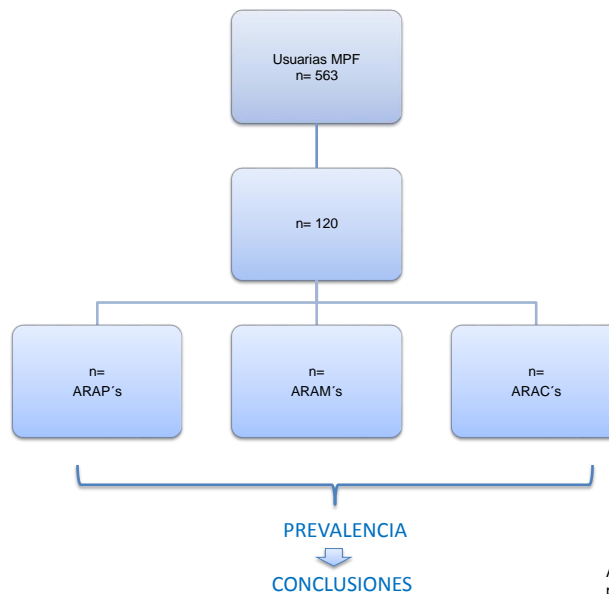 Usuarias MPF
n= 563
n= 120
n=
ARAP´s
n=
ARAM´s
n=
ARAC´s
PREVALENCIA
CONCLUSIONES